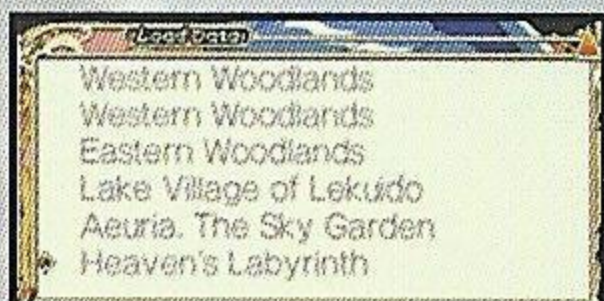 Load Data
Western Woodlands
Western Woodlands
Eastern Woodlands
Lake Village of Lekuido
Aeuria. The Sky Garden
Heaven's Labyrinth